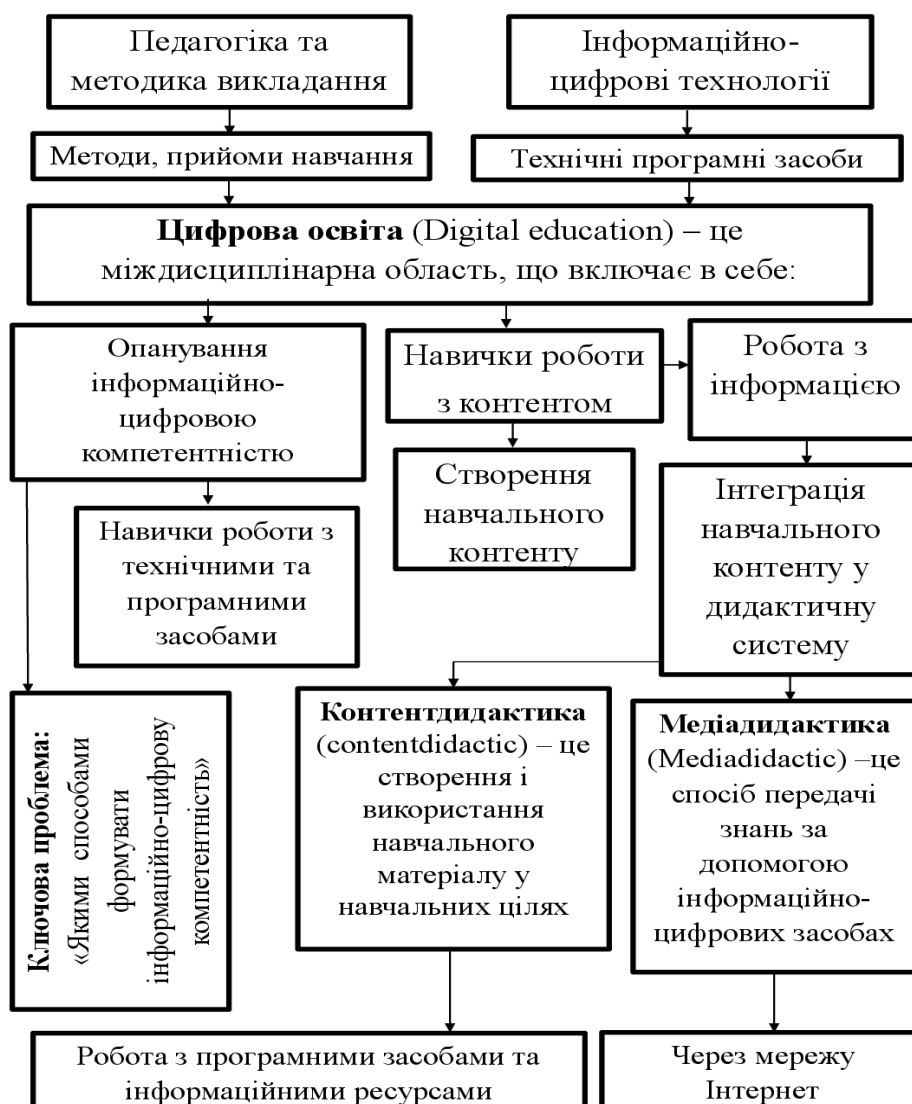 Педагогіка та
методика викладання
Інформаційно-
цифрові технології
Методи, прийоми навчання
Технічні програмні засоби
Цифрова освіта (Digital education) – це
міждисциплінарна область, що включає в себе:
Опанування
інформаційно-
цифровою
компетентністю
Навички роботи
з контентом
Робота з
інформацією
Навички роботи з
технічними та
програмними
засобами
Створення
навчального
контенту
Інтеграція
навчального
контенту у
дидактичну
систему
Ключова проблема:
«Якими способами
формувати
інформаційно-цифрову
компетентність»
Контентдидактика
(contentdidactic) – це
створення і
використання
навчального
матеріалу у
навчальних цілях
Медіадидактика
(Mediadidactic) –це
спосіб передачі
знань за
допомогою
інформаційно-
цифрових засобах
Робота з програмними засобами та
інформаційними ресурсами
Через мережу
Інтернет